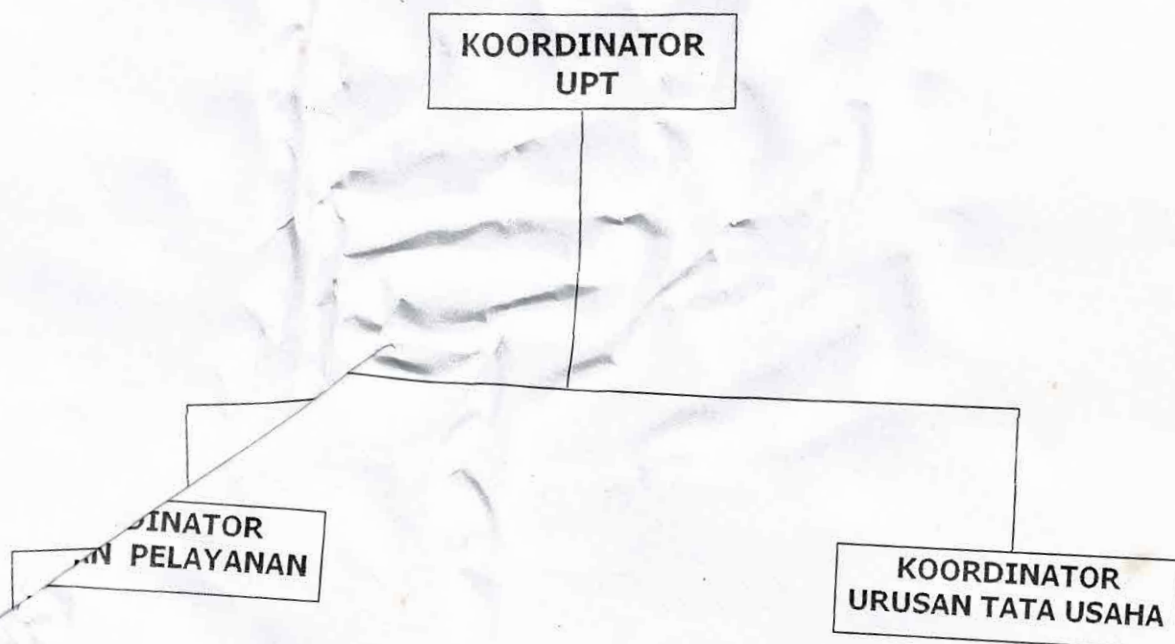 KOORDINATOR
UPT
DINATOR
PELAYANAN
KOORDINATOR
URUSAN TATA USAHA